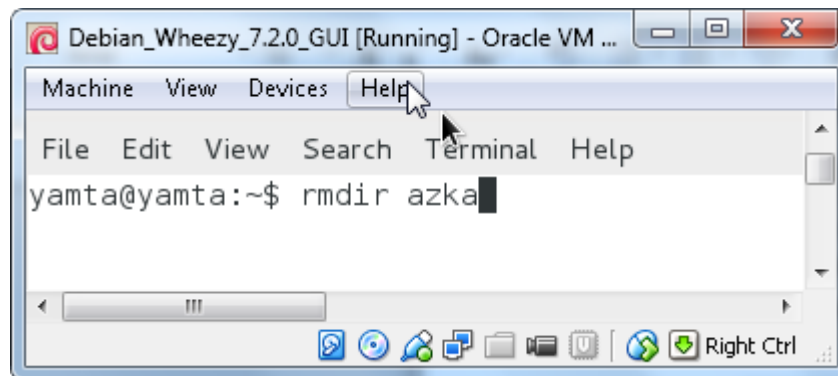 Debian_Wheezy_7.2.0_GUI [Running] - Oracle VM ...
Machine View Devices Help
File Edit View Search Terminal Help
yamta@yamta:~$ rmdir azka
Right Ctrl